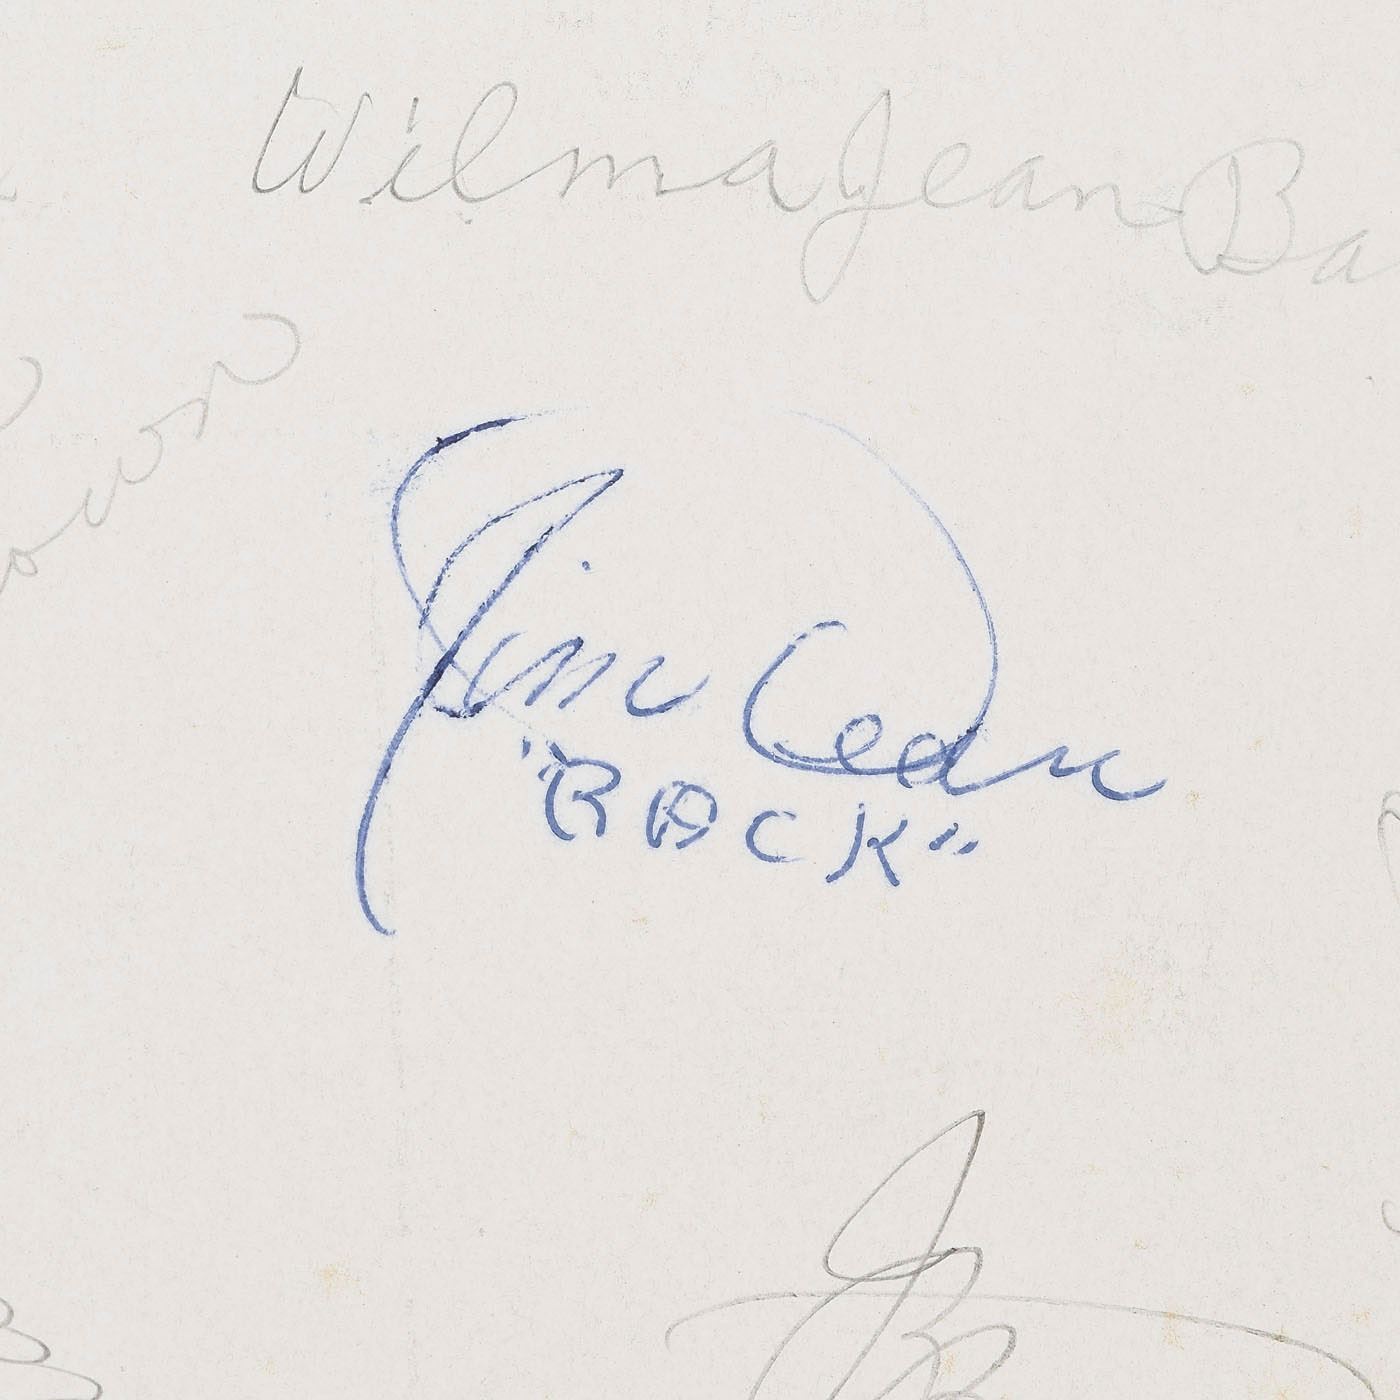 Wilma Jean Ba
Jim Dean
"ROCK"